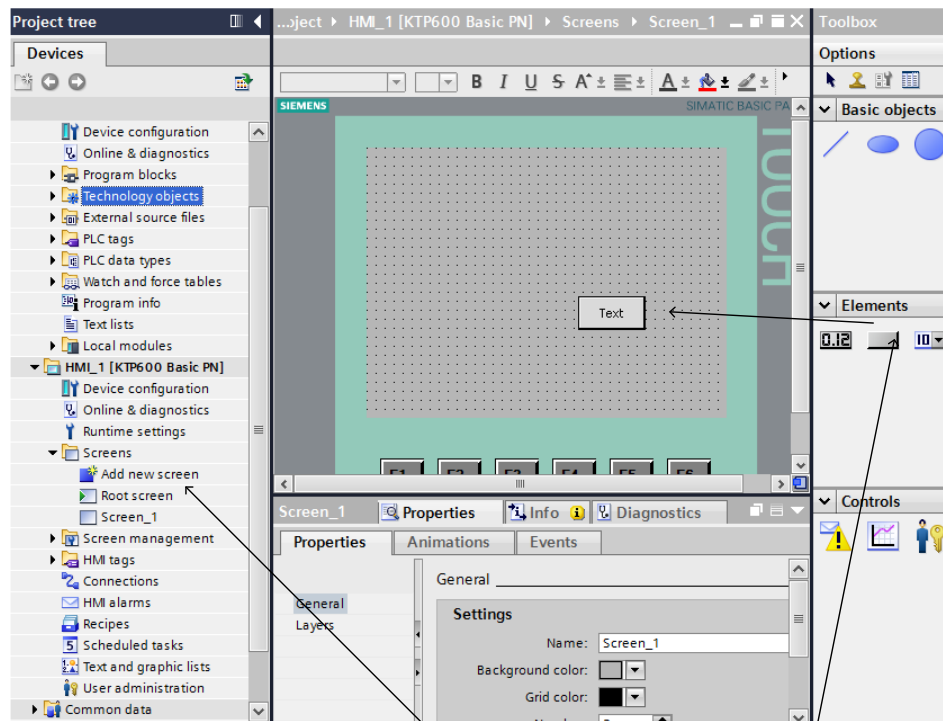 Project tree
Devices
Device configuration
Online & diagnostics
Program blocks
Technology objects
External source files
PLC tags
PLC data types
Watch and force tables
Program info
Text lists
Local modules
HMI_1 [KTP600 Basic PN]
Device configuration
Online & diagnostics
Runtime settings
Screens
Add new screen
Root screen
Screen_1
Screen management
HMI tags
Connections
HMI alarms
Recipes
Scheduled tasks
Text and graphic lists
User administration
Common data
...oject ▸ HMI_1 [KTP600 Basic PN] ▸ Screens ▸ Screen_1
B I U S A A
SIEMENS
SIMATIC BASIC PA
TOUCH
Text
F1 F2 F3 F4 F5 F6
Screen_1
Properties Info Diagnostics
Properties Animations Events
General
Layers
General
Settings
Name: Screen_1
Background color:
Grid color:
Toolbox
Options
Basic objects
Elements
0.12 10
Controls